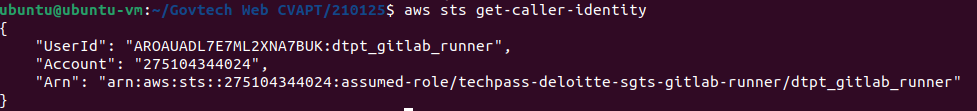 ubuntu@ubuntu-vm:~/Govtech Web CVAPT/210125$ aws sts get-caller-identity
{
    "UserId": "AROAUADL7E7ML2XNA7BUK:dtpt_gitlab_runner",
    "Account": "275104344024",
    "Arn": "arn:aws:sts::275104344024:assumed-role/techpass-deloitte-sgts-gitlab-runner/dtpt_gitlab_runner"
}